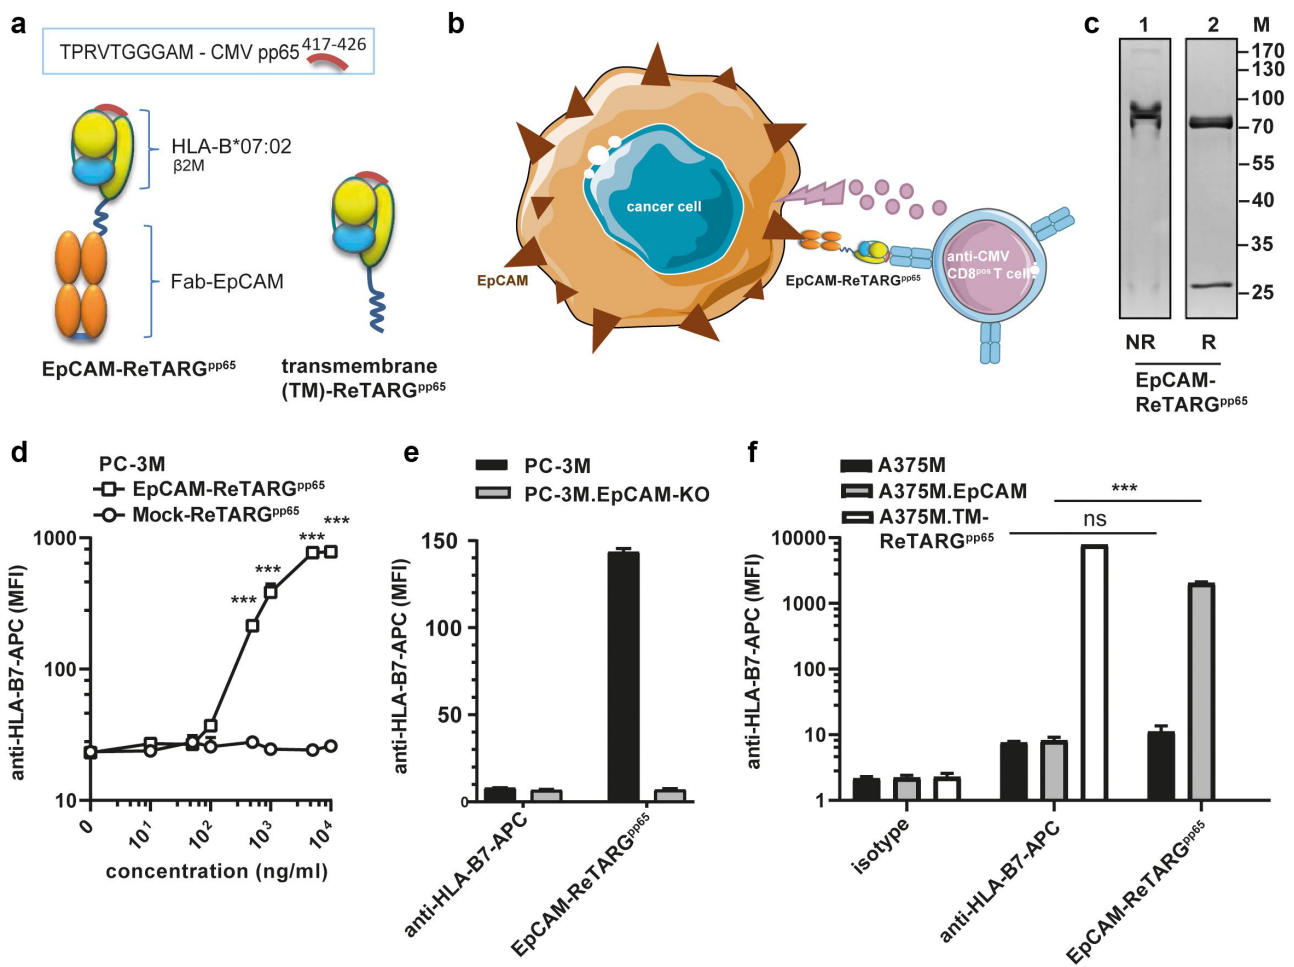 a
TPRVTGGGAM - CMV pp65 417-426
HLA-B*07:02
β2M
Fab-EpCAM
EpCAM-ReTARGpp65
transmembrane
(TM)-ReTARGpp65
b
cancer cell
EpCAM
EpCAM-ReTARGpp65
anti-CMV
CD8pos T cell
c
1 2 M
170
130
100
70
55
40
35
25
NR R
EpCAM-
ReTARGpp65
d
PC-3M
EpCAM-ReTARGpp65
Mock-ReTARGpp65
anti-HLA-B7-APC (MFI)
1000
100
10
***
***
***
***
0 10¹ 10² 10³ 10⁴
concentration (ng/ml)
e
PC-3M
PC-3M.EpCAM-KO
anti-HLA-B7-APC (MFI)
150
100
50
0
anti-HLA-B7-APC
EpCAM-ReTARGpp65
f
A375M
A375M.EpCAM
A375M.TM-
ReTARGpp65
***
ns
anti-HLA-B7-APC (MFI)
10000
1000
100
10
1
isotype
anti-HLA-B7-APC
EpCAM-ReTARGpp65